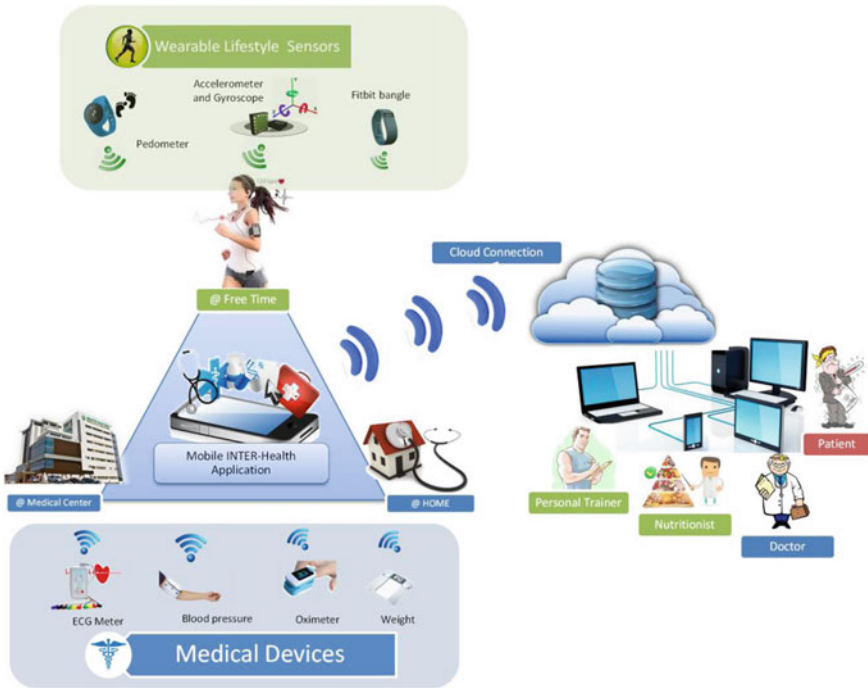 Wearable Lifestyle Sensors
Accelerometer
and Gyroscope
Fitbit bangle
Pedometer
Cloud Connection
@ Free Time
Mobile INTER-Health
Application
Patient
@ Medical Center
@ HOME
Personal Trainer
Nutritionist
Doctor
ECG Meter
Blood pressure
Oximeter
Weight
Medical Devices